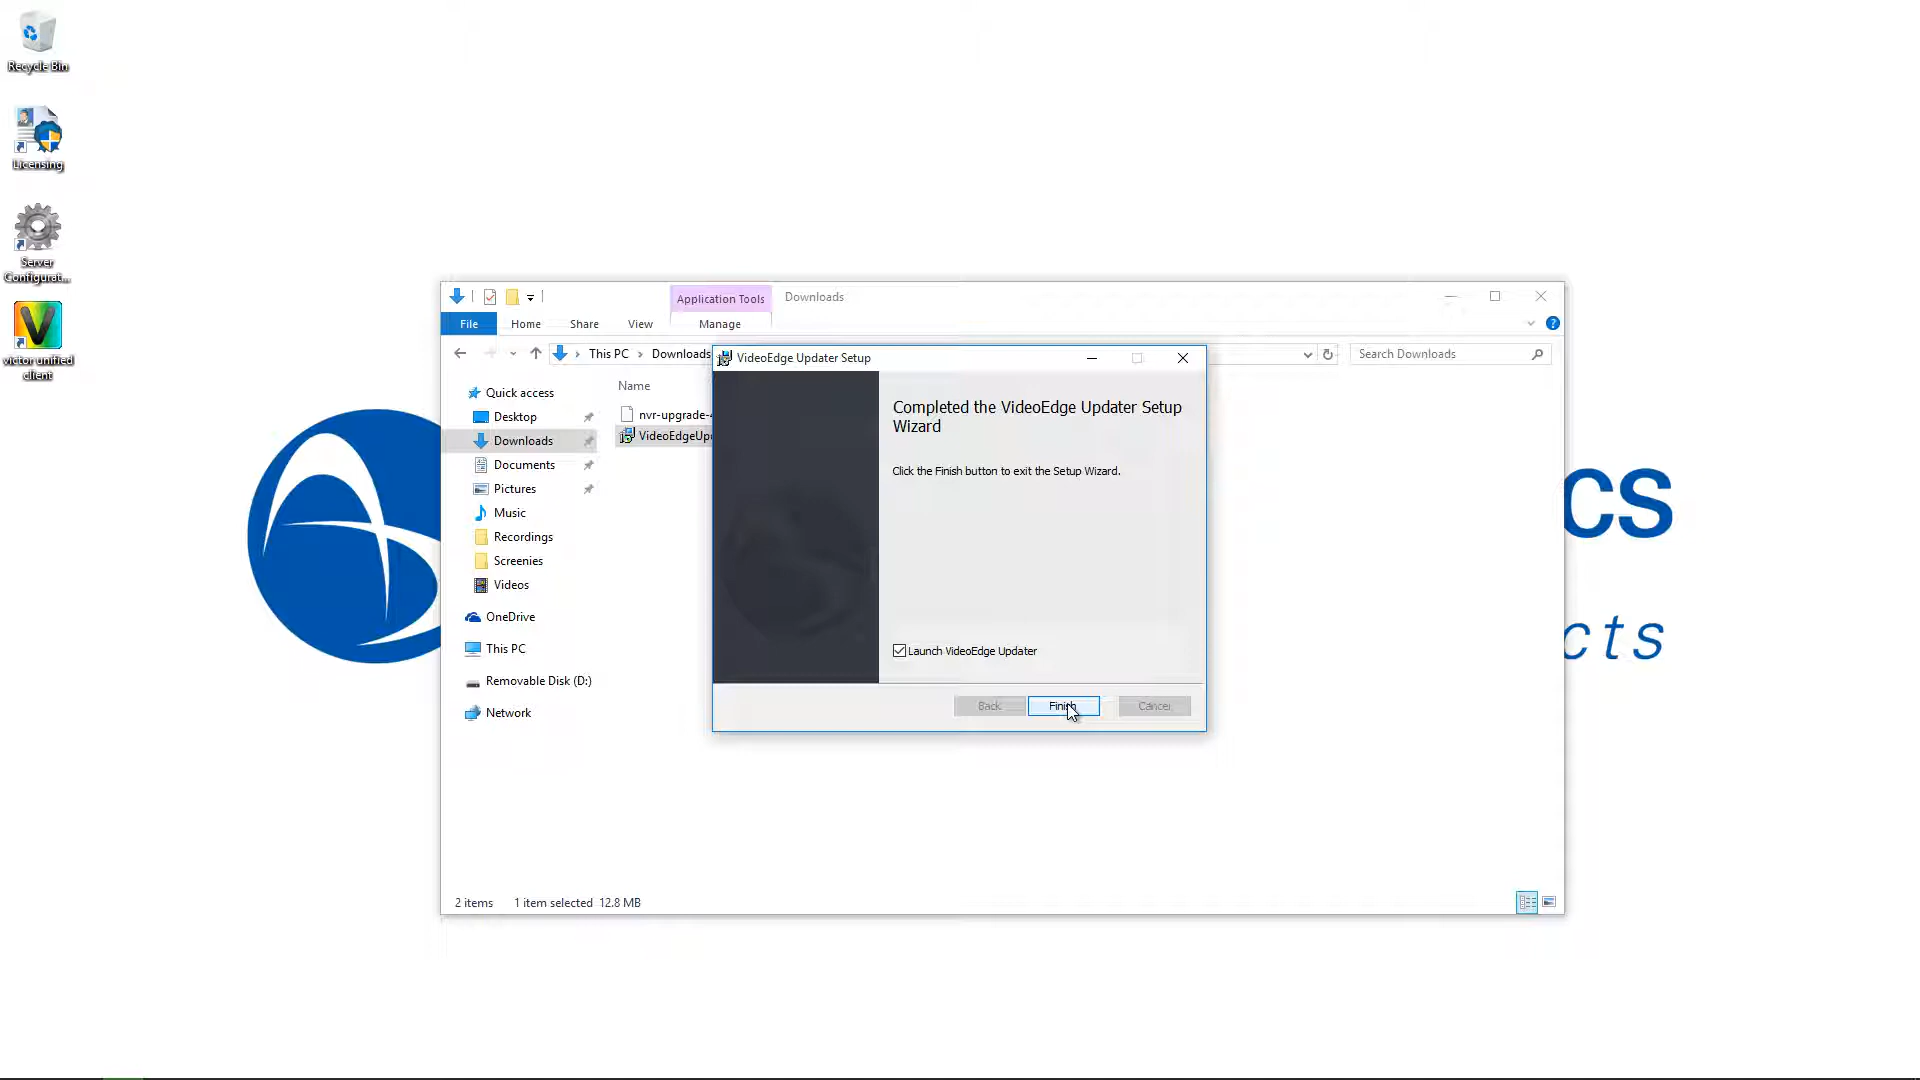 Recycle Bin
Licensing
Server
Configurat...
victor unified
client
Application Tools
Downloads
File
Home
Share
View
Manage
This PC
Downloads
Search Downloads
Quick access
Desktop
Downloads
Documents
Pictures
Music
Recordings
Screenies
Videos
OneDrive
This PC
Removable Disk (D:)
Network
Name
nvr-upgrade-
VideoEdgeUp
VideoEdge Updater Setup
Completed the VideoEdge Updater Setup
Wizard
Click the Finish button to exit the Setup Wizard.
Launch VideoEdge Updater
Back
Finish
Cancel
2 items
1 item selected 12.8 MB
cs
cts